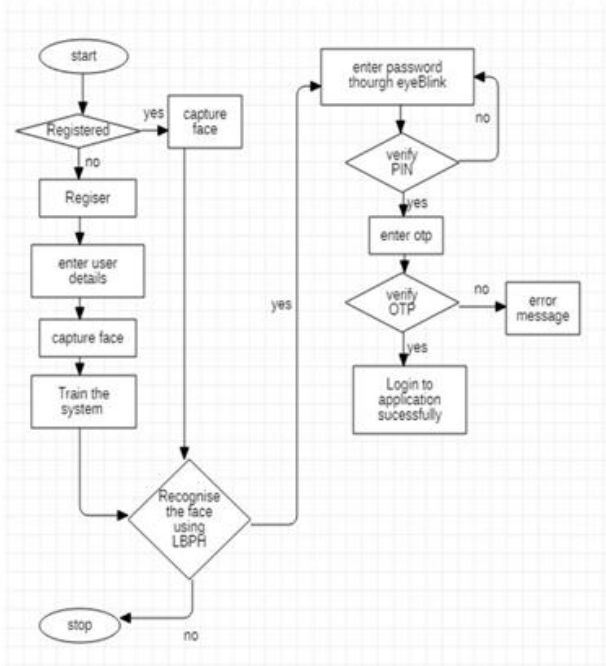 start
Registered
yes
capture
face
no
Regiser
enter user
details
capture face
Train the
system
Recognise
the face
using
LBPH
no
stop
yes
enter password
thourgh eyeBlink
no
verify
PIN
yes
enter otp
verify
OTP
no
error
message
yes
Login to
application
sucessfully